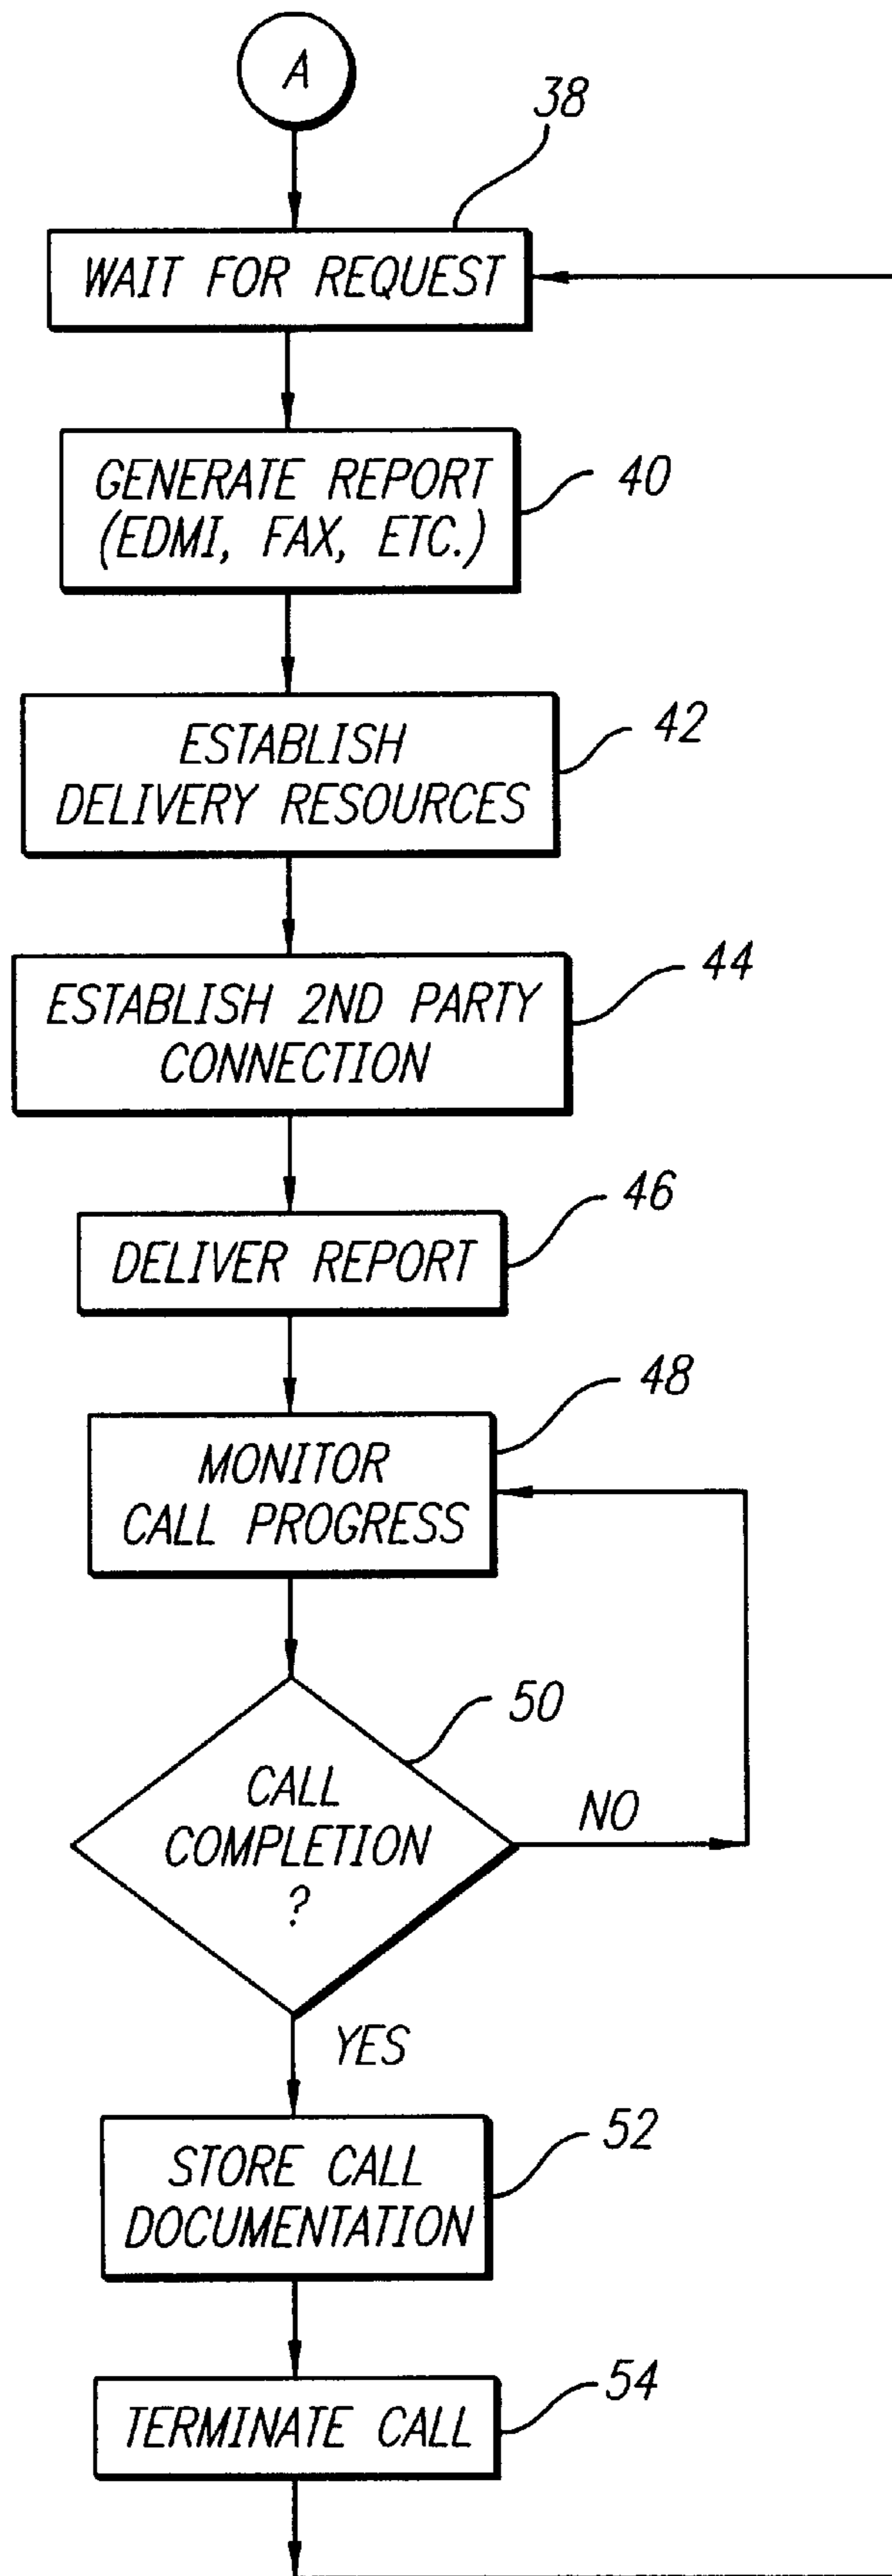 A
38
WAIT FOR REQUEST
GENERATE REPORT
(EDMI, FAX, ETC.)
40
ESTABLISH
DELIVERY RESOURCES
42
ESTABLISH 2ND PARTY
CONNECTION
44
DELIVER REPORT
46
MONITOR
CALL PROGRESS
48
CALL
COMPLETION
?
50
NO
YES
STORE CALL
DOCUMENTATION
52
TERMINATE CALL
54